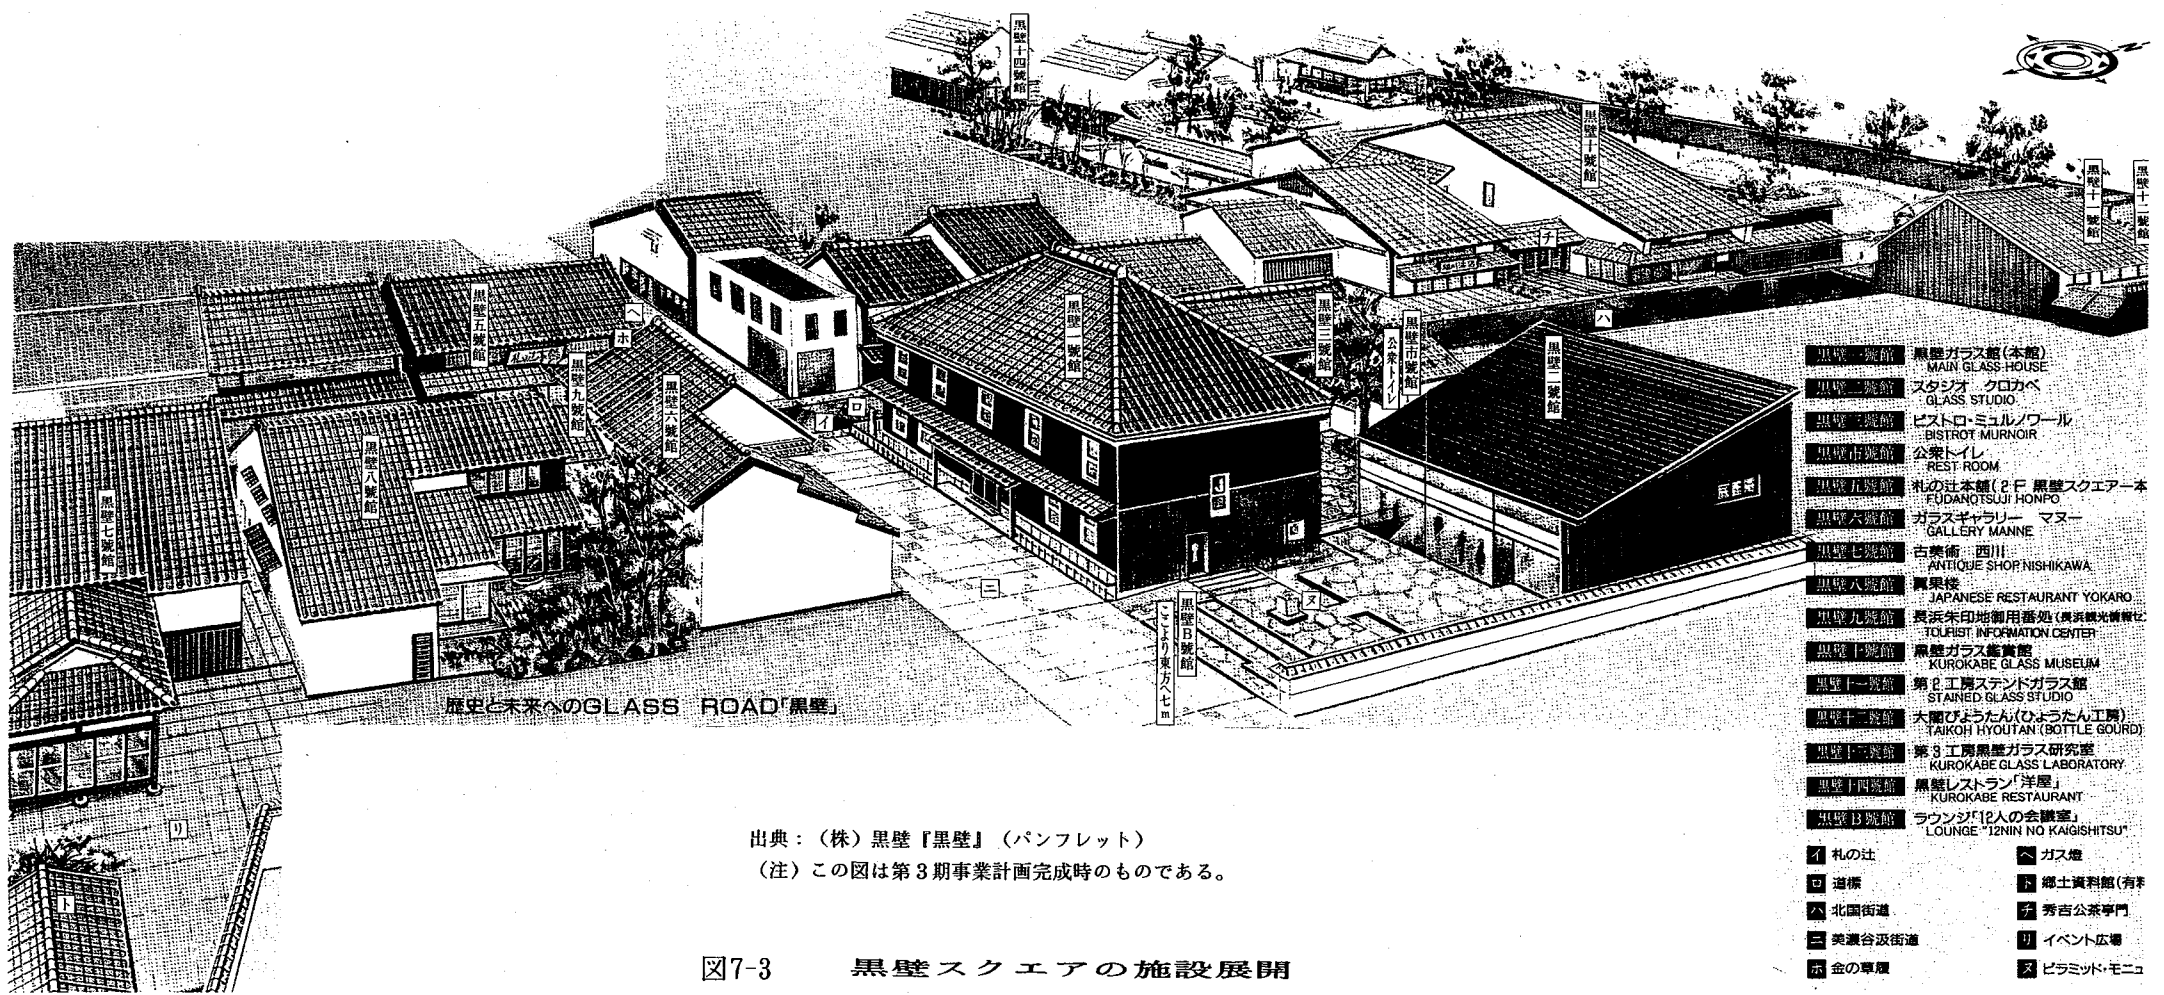 黒壁十四號館
N
黒壁十號館
黒壁十一號館
黒壁十二號館
チ
黒壁五號館
ヘ
ホ
黒壁一號館
黒壁三號館
ハ
公衆トイレ
黒壁市號館
黒壁二號館
黒壁九號館
黒壁六號館
ロ
イ
黒壁八號館
黒壁七號館
ニ
ヌ
黒壁B號館
ここより東方へ七m
歴史と未来へのGLASS ROAD「黒壁」
リ
ト
黒壁一號館 黒壁ガラス館(本館)
MAIN GLASS HOUSE
黒壁二號館 スタジオ クロカベ
GLASS STUDIO
黒壁三號館 ビストロ・ミュルノワール
BISTROT MURNOIR
黒壁市號館 公衆トイレ
REST ROOM
黒壁五號館 札の辻本舗(2F 黒壁スクエアー本
FUDANOTSUJI HONPO
黒壁六號館 ガラスギャラリー マヌー
GALLERY MANNE
黒壁七號館 古美術 西川
ANTIQUE SHOP NISHIKAWA
黒壁八號館 翼果楼
JAPANESE RESTAURANT YOKARO
黒壁九號館 長浜朱印地御用番処(長浜観光情報セン
TOURIST INFORMATION CENTER
黒壁十號館 黒壁ガラス鑑賞館
KUROKABE GLASS MUSEUM
黒壁十一號館 第2工房ステンドガラス館
STAINED GLASS STUDIO
黒壁十二號館 太閤ひょうたん(ひょうたん工房)
TAIKOH HYOUTAN (BOTTLE GOURD)
黒壁十三號館 第3工房黒壁ガラス研究室
KUROKABE GLASS LABORATORY
黒壁十四號館 黒壁レストラン「洋屋」
KUROKABE RESTAURANT
黒壁B號館 ラウンジ「12人の会議室」
LOUNGE "12NIN NO KAIGISHITSU"
イ 札の辻
ロ 道標
ハ 北国街道
ニ 美濃谷汲街道
ホ 金の草履
ヘ ガス燈
ト 郷土資料館(有料
チ 秀吉公茶亭門
リ イベント広場
ヌ ピラミッド・モニュ
出典：（株）黒壁『黒壁』（パンフレット）
（注）この図は第3期事業計画完成時のものである。
図7-3 黒壁スクエアの施設展開